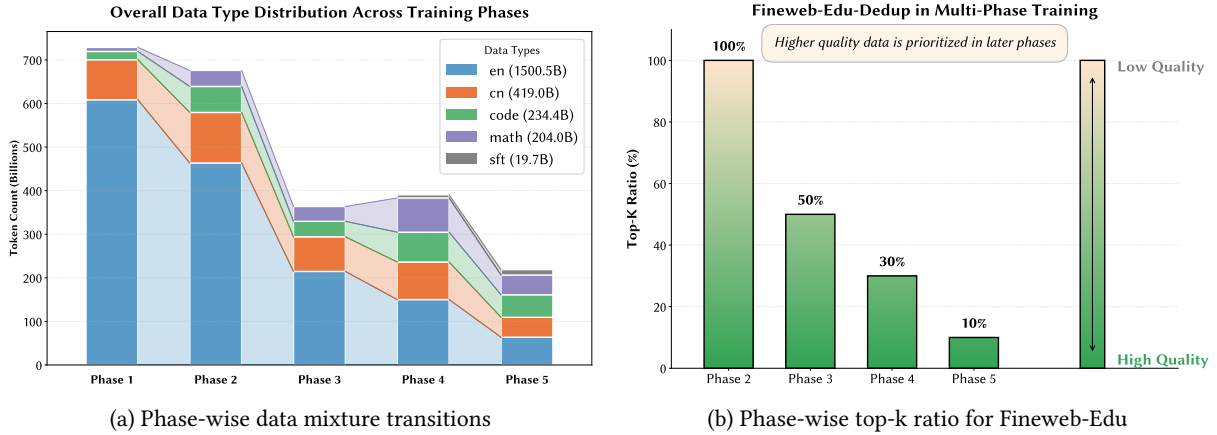 Overall Data Type Distribution Across Training Phases
Token Count (Billions)
700
600
500
400
300
200
100
0
Data Types
en (1500.5B)
cn (419.0B)
code (234.4B)
math (204.0B)
sft (19.7B)
Phase 1
Phase 2
Phase 3
Phase 4
Phase 5
(a) Phase-wise data mixture transitions
Fineweb-Edu-Dedup in Multi-Phase Training
Higher quality data is prioritized in later phases
Top-K Ratio (%)
100
80
60
40
20
0
100%
50%
30%
10%
Low Quality
High Quality
Phase 2
Phase 3
Phase 4
Phase 5
(b) Phase-wise top-k ratio for Fineweb-Edu